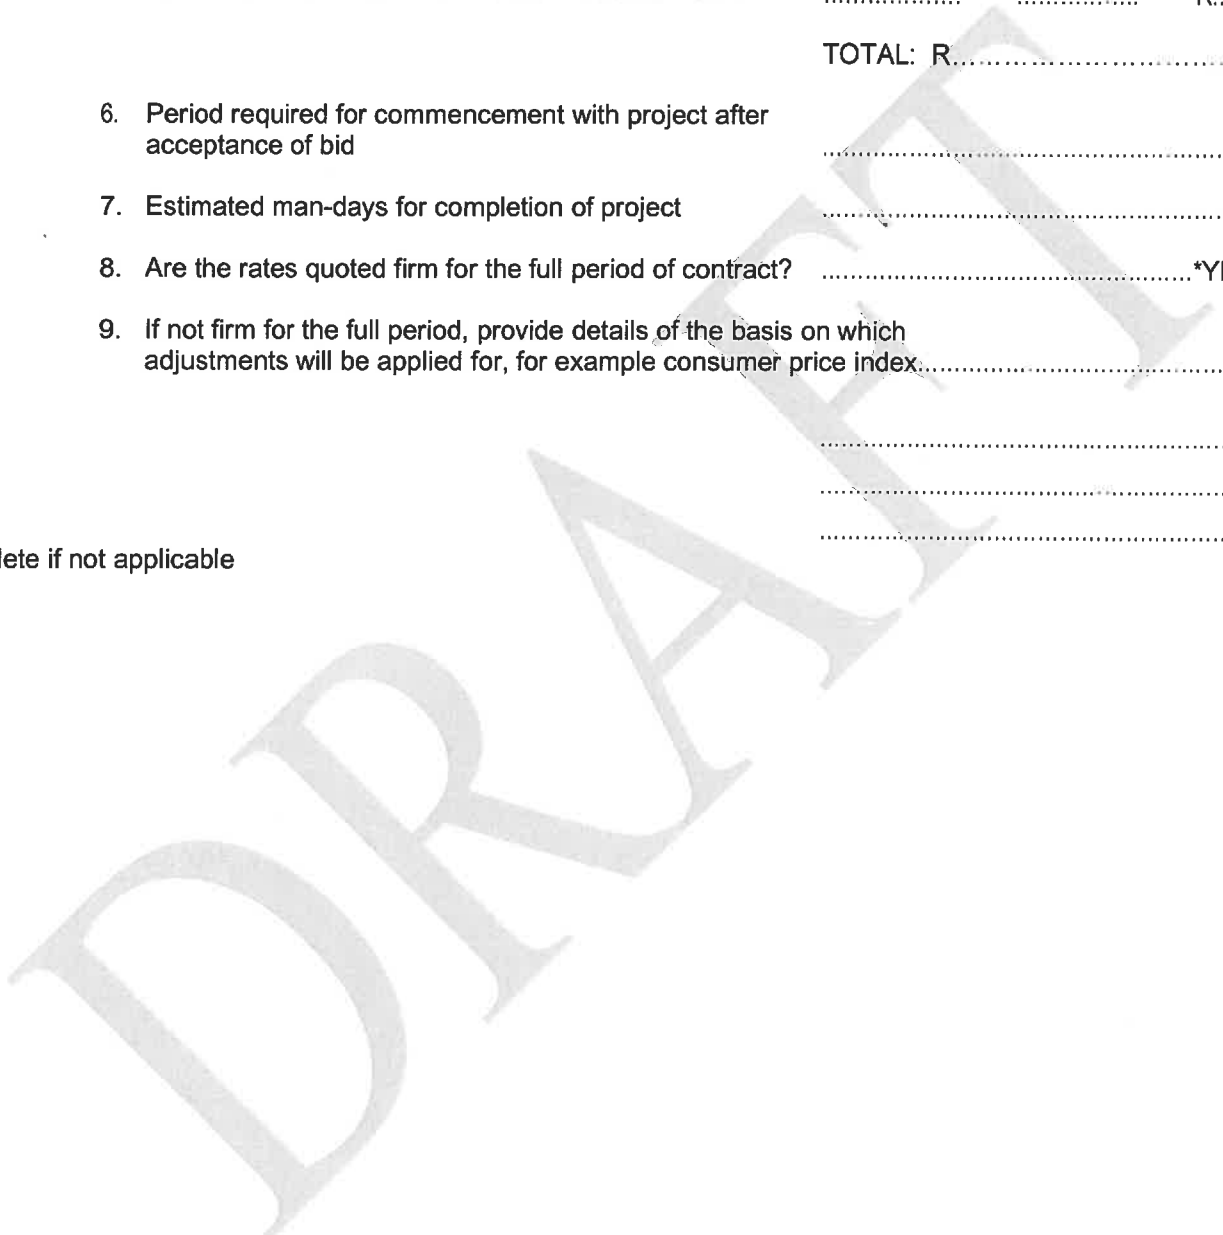 TOTAL: R..............................
6. Period required for commencement with project after
acceptance of bid ..............................
7. Estimated man-days for completion of project ..............................
8. Are the rates quoted firm for the full period of contract? ..............................*Y
9. If not firm for the full period, provide details of the basis on which
adjustments will be applied for, for example consumer price index..............................
..............................
..............................
..............................
lete if not applicable
DRAFT